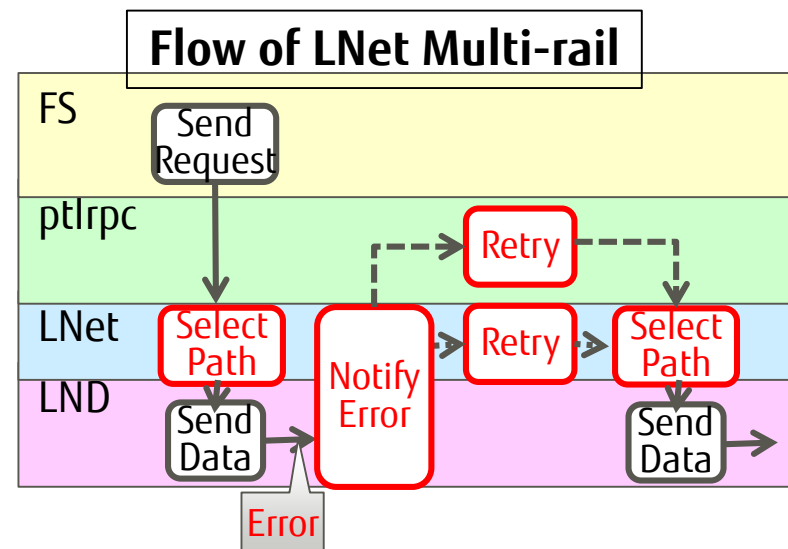 Flow of LNet Multi-rail
FS
Send
Request
ptlrpc
Retry
LNet
Select
Path
Notify
Error
Retry
Select
Path
LND
Send
Data
Send
Data
Error